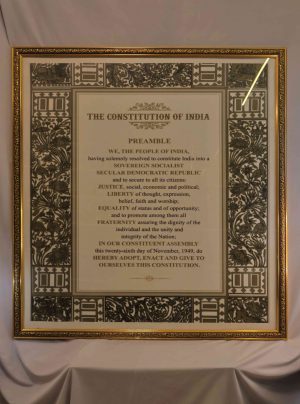 THE CONSTITUTION OF INDIA
PREAMBLE
WE, THE PEOPLE OF INDIA,
having solemnly resolved to constitute India into a
SOVEREIGN SOCIALIST
SECULAR DEMOCRATIC REPUBLIC
and to secure to all its citizens:
JUSTICE, social, economic and political;
LIBERTY of thought, expression,
belief, faith and worship;
EQUALITY of status and of opportunity;
and to promote among them all
FRATERNITY assuring the dignity of the
individual and the unity and
integrity of the Nation;
IN OUR CONSTITUENT ASSEMBLY
this twenty-sixth day of November, 1949, do
HEREBY ADOPT, ENACT AND GIVE TO
OURSELVES THIS CONSTITUTION.